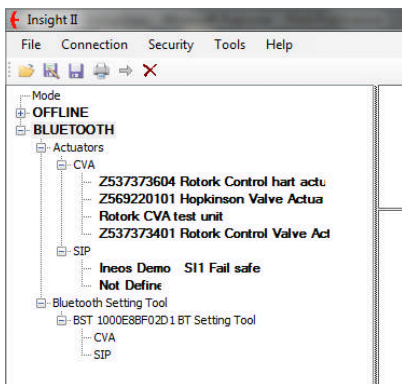 Insight II
File Connection Security Tools Help
Mode
OFFLINE
BLUETOOTH
Actuators
CVA
Z537373604 Rotork Control hart actu
Z569220101 Hopkinson Valve Actua
Rotork CVA test unit
Z537373401 Rotork Control Valve Act
SIP
Ineos Demo SI1 Fail safe
Not Define
Bluetooth Setting Tool
BST 1000E8BF02D1 BT Setting Tool
CVA
SIP